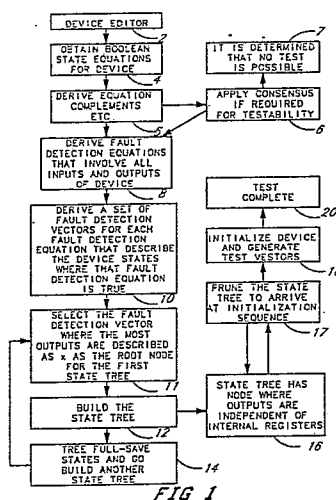 DEVICE EDITOR
2
OBTAIN BOOLEAN
STATE EQUATIONS
FOR DEVICE
4
DERIVE EQUATION
COMPLEMENTS
ETC.
5
7
IT IS DETERMINED
THAT NO TEST
IS POSSIBLE
APPLY CONSENSUS
IF REQUIRED
FOR TESTABILITY
6
DERIVE FAULT
DETECTION EQUATIONS
THAT INVOLVE ALL
INPUTS AND OUTPUTS
OF DEVICE
8
DERIVE A SET OF
FAULT DETECTION
VECTORS FOR EACH
FAULT DETECTION
EQUATION THAT DESCRIBE
THE DEVICE STATES
WHERE THAT FAULT
DETECTION EQUATION
IS TRUE
10
SELECT THE FAULT
DETECTION VECTOR
WHERE THE MOST
OUTPUTS ARE DESCRIBED
AS x AS THE ROOT NODE
FOR THE FIRST
STATE TREE
11
BUILD THE
STATE TREE
12
TREE FULL-SAVE
STATES AND GO
BUILD ANOTHER
STATE TREE
14
TEST
COMPLETE
20
INITIALIZE DEVICE
AND GENERATE
TEST VECTORS
PRUNE THE STATE
TREE TO ARRIVE
AT INITIALIZATION
SEQUENCE
17
STATE TREE HAS
NODE WHERE
OUTPUTS ARE
INDEPENDENT OF
INTERNAL REGISTERS
16
FIG 1